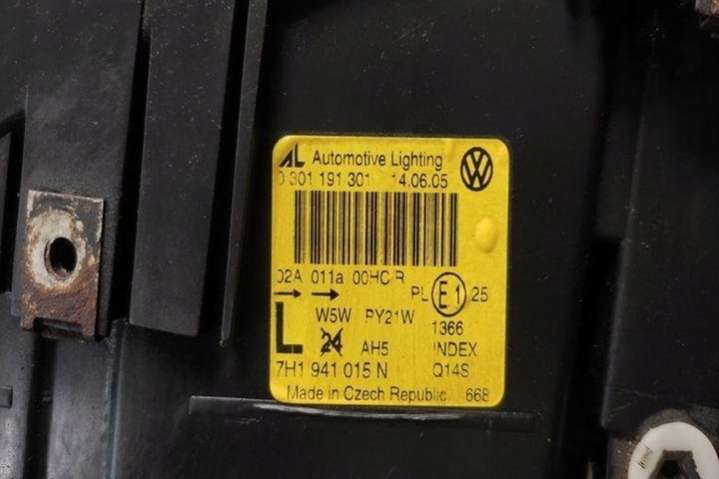 AL Automotive Lighting
0 301 191 301 14.06.05
02A 011a 00HC/R
PL E1 25
W5W PY21W 1366
L 24 AH5 INDEX
7H1 941 015 N Q14S
Made in Czech Republic 668